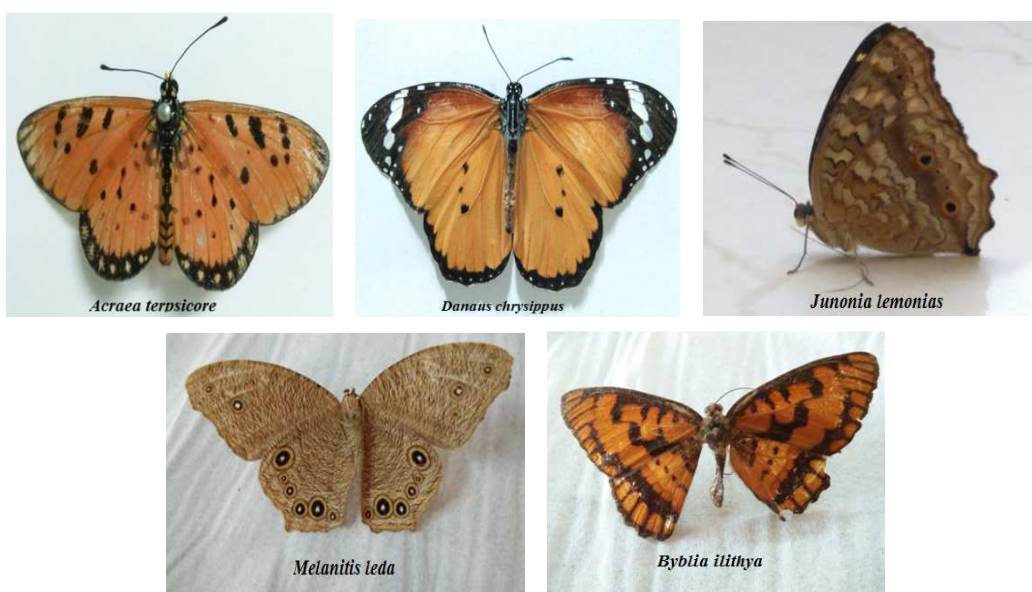 Acraea terpsicore
Danaus chrysippus
Junonia lemonias
Melanitis leda
Byblia ilithya